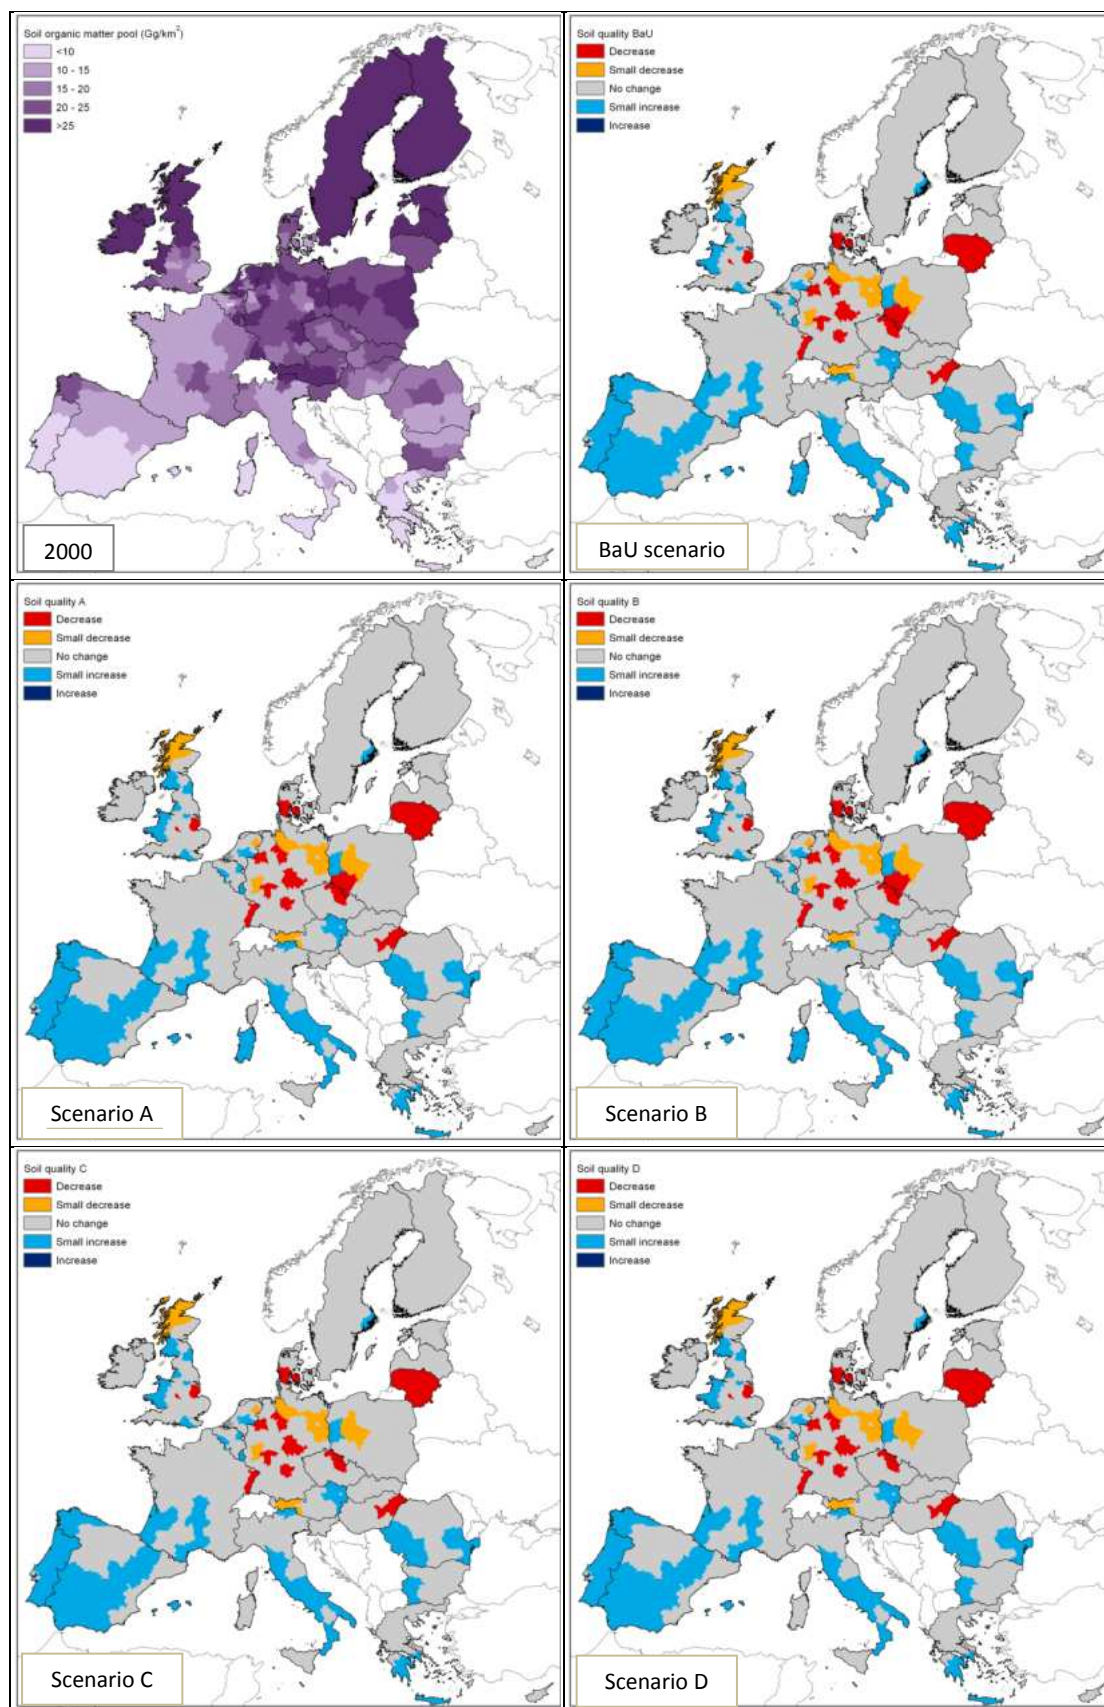 Soil organic matter pool (Gg/km²)
<10
10 - 15
15 - 20
20 - 25
>25
2000
Soil quality BaU
Decrease
Small decrease
No change
Small increase
Increase
BaU scenario
Soil quality A
Decrease
Small decrease
No change
Small increase
Increase
Scenario A
Soil quality B
Decrease
Small decrease
No change
Small increase
Increase
Scenario B
Soil quality C
Decrease
Small decrease
No change
Small increase
Increase
Scenario C
Soil quality D
Decrease
Small decrease
No change
Small increase
Increase
Scenario D